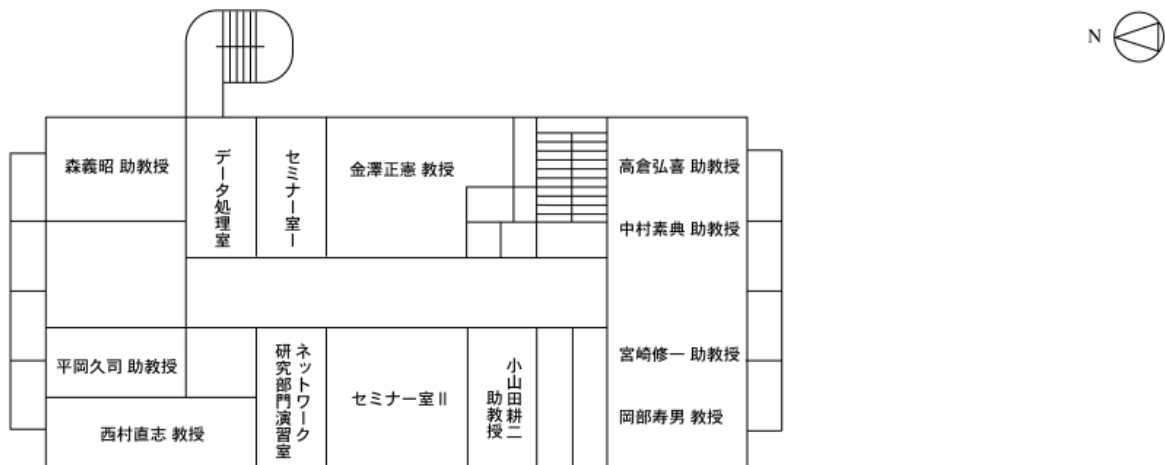 N
森義昭 助教授
データ処理室
セミナー室Ⅰ
金澤正憲 教授
高倉弘喜 助教授
中村素典 助教授
平岡久司 助教授
西村直志 教授
ネットワーク
研究部門演習室
セミナー室Ⅱ
小山田耕二
助教授
宮崎修一 助教授
岡部寿男 教授